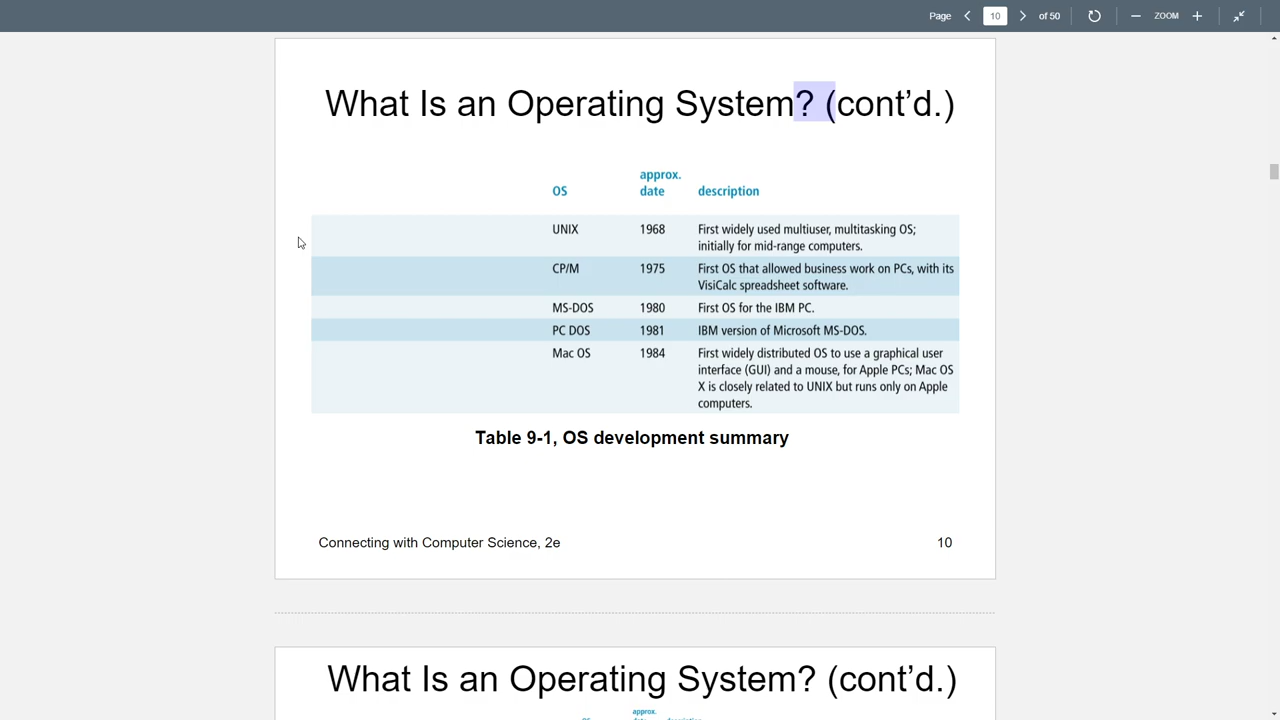 Page 10 of 50 ZOOM
What Is an Operating System? (cont’d.)
approx.
OS date description
UNIX 1968 First widely used multiuser, multitasking OS;
initially for mid-range computers.
CP/M 1975 First OS that allowed business work on PCs, with its
VisiCalc spreadsheet software.
MS-DOS 1980 First OS for the IBM PC.
PC DOS 1981 IBM version of Microsoft MS-DOS.
Mac OS 1984 First widely distributed OS to use a graphical user
interface (GUI) and a mouse, for Apple PCs; Mac OS
X is closely related to UNIX but runs only on Apple
computers.
Table 9-1, OS development summary
Connecting with Computer Science, 2e 10
What Is an Operating System? (cont’d.)
approx.